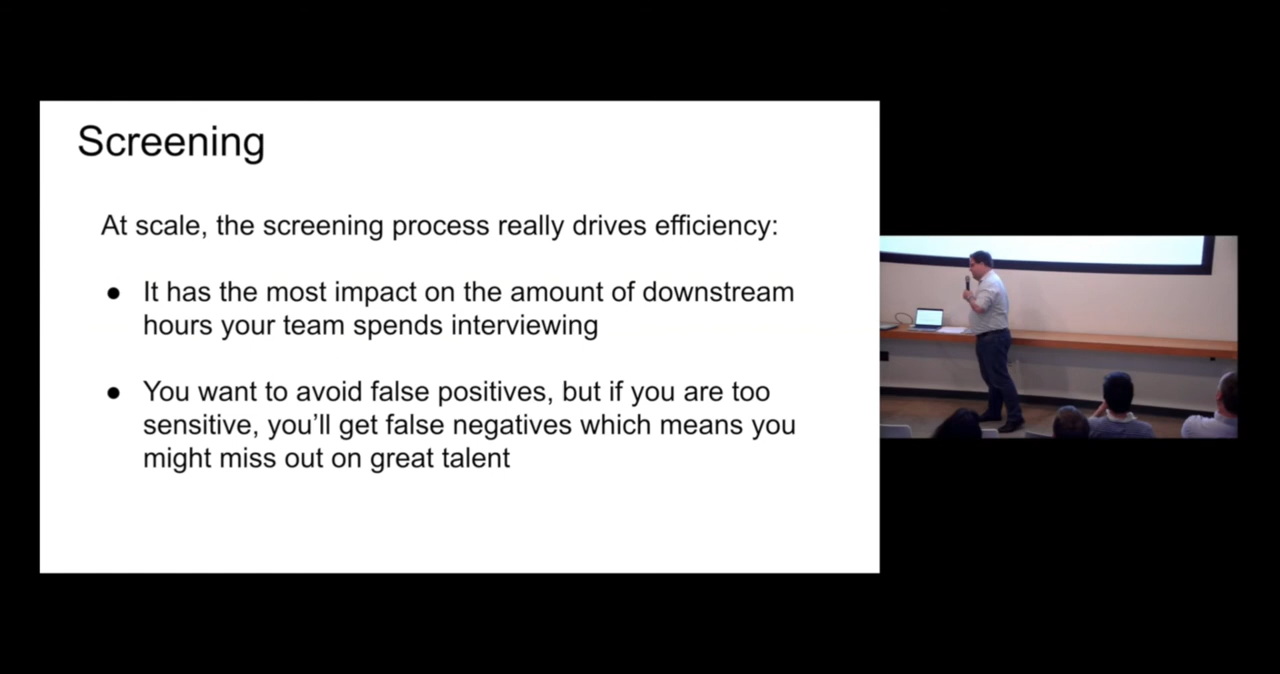 Screening
At scale, the screening process really drives efficiency:
● It has the most impact on the amount of downstream
hours your team spends interviewing
● You want to avoid false positives, but if you are too
sensitive, you’ll get false negatives which means you
might miss out on great talent